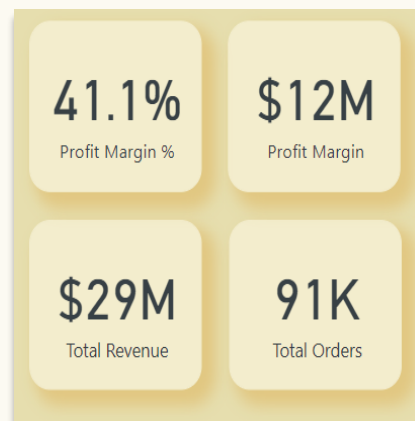 41.1%
Profit Margin %
$12M
Profit Margin
$29M
Total Revenue
91K
Total Orders